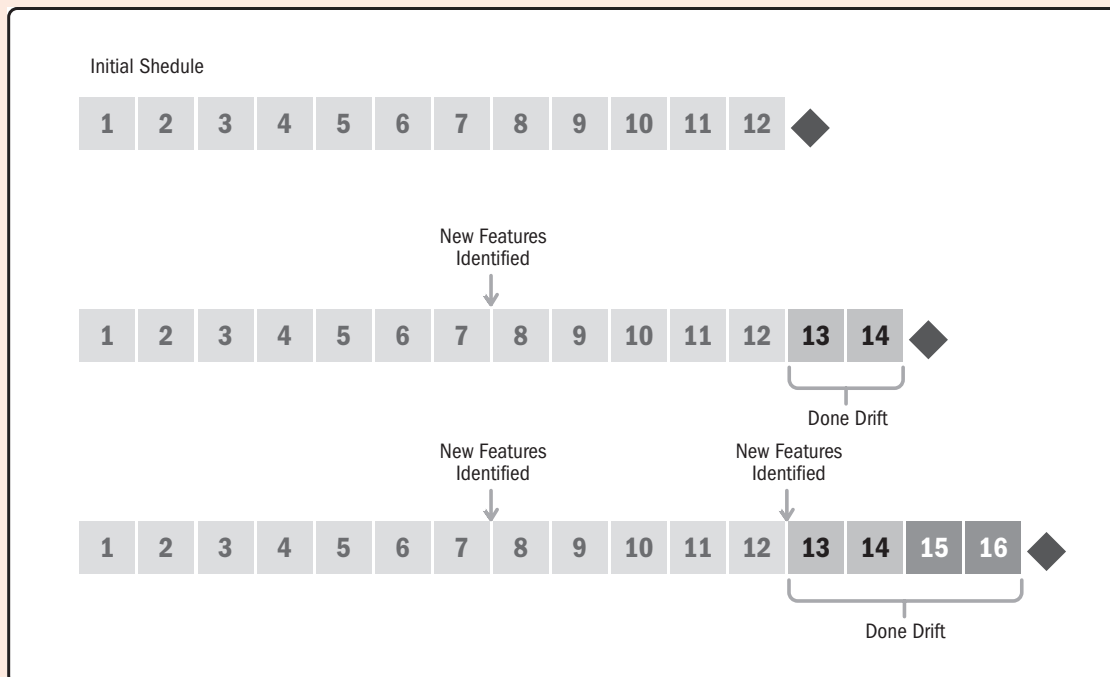 Initial Shedule
1 2 3 4 5 6 7 8 9 10 11 12
New Features
Identified
1 2 3 4 5 6 7 8 9 10 11 12 13 14
Done Drift
New Features
Identified
New Features
Identified
1 2 3 4 5 6 7 8 9 10 11 12 13 14 15 16
Done Drift